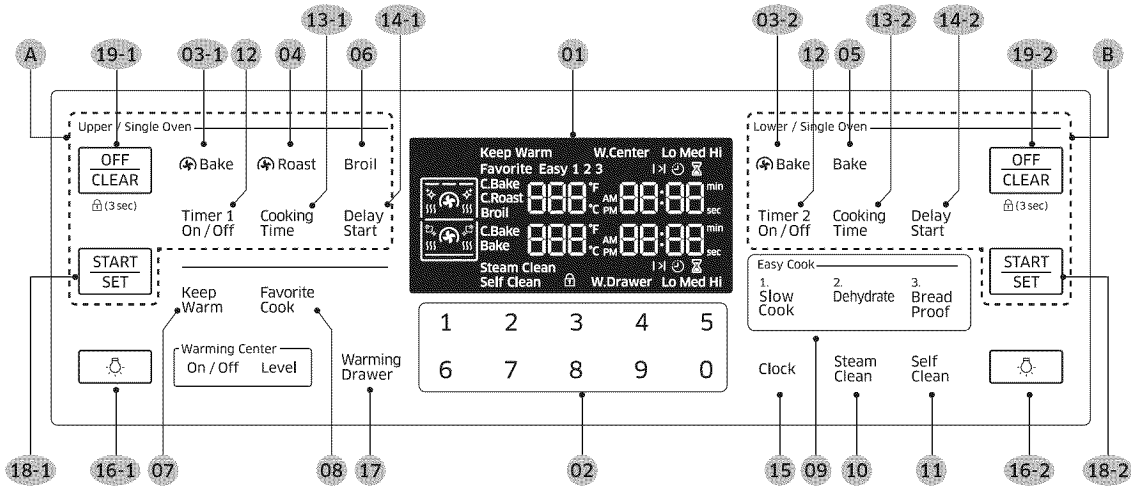 13-1
14-1
03-2
13-2
14-2
A
19-1
03-1
12
04
06
01
12
05
19-2
B
Upper / Single Oven
OFF
CLEAR
(3 sec)
Bake
Roast
Broil
Timer 1
On / Off
Cooking
Time
Delay
Start
START
SET
Keep
Warm
Favorite
Cook
Warming Center
On / Off Level
Warming
Drawer
Keep Warm W.Center Lo Med Hi
Favorite Easy 1 2 3
C.Bake
C.Roast
Broil
888 °F °C AM PM 88:88 min sec
C.Bake
Bake
888 °F °C AM PM 88:88 min sec
Steam Clean
Self Clean W.Drawer Lo Med Hi
1 2 3 4 5
6 7 8 9 0
Lower / Single Oven
Bake
Bake
OFF
CLEAR
(3 sec)
Timer 2
On / Off
Cooking
Time
Delay
Start
START
SET
Easy Cook
1.
Slow
Cook
2.
Dehydrate
3.
Bread
Proof
Clock
Steam
Clean
Self
Clean
18-1
16-1
07
08
17
02
15
09
10
11
16-2
18-2